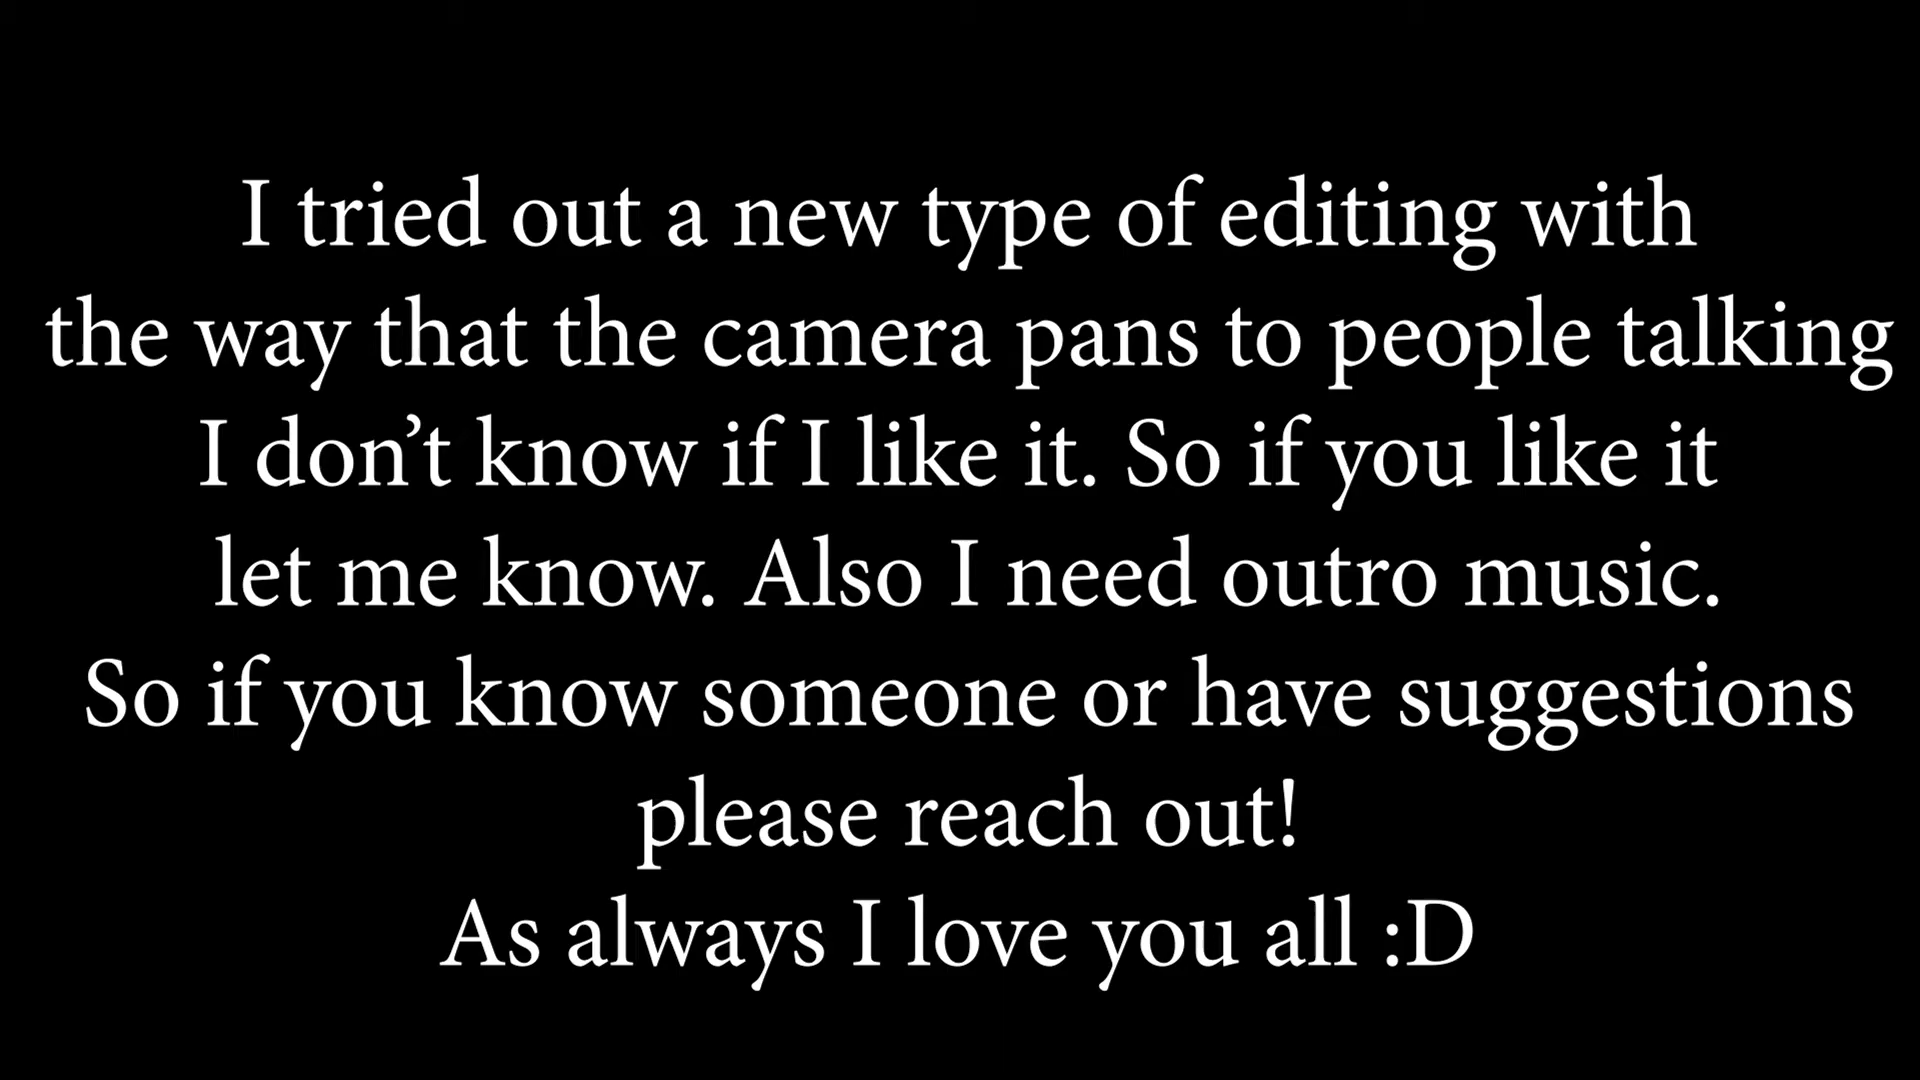 I tried out a new type of editing with
the way that the camera pans to people talking
I don’t know if I like it. So if you like it
let me know. Also I need outro music.
So if you know someone or have suggestions
please reach out!
As always I love you all :D